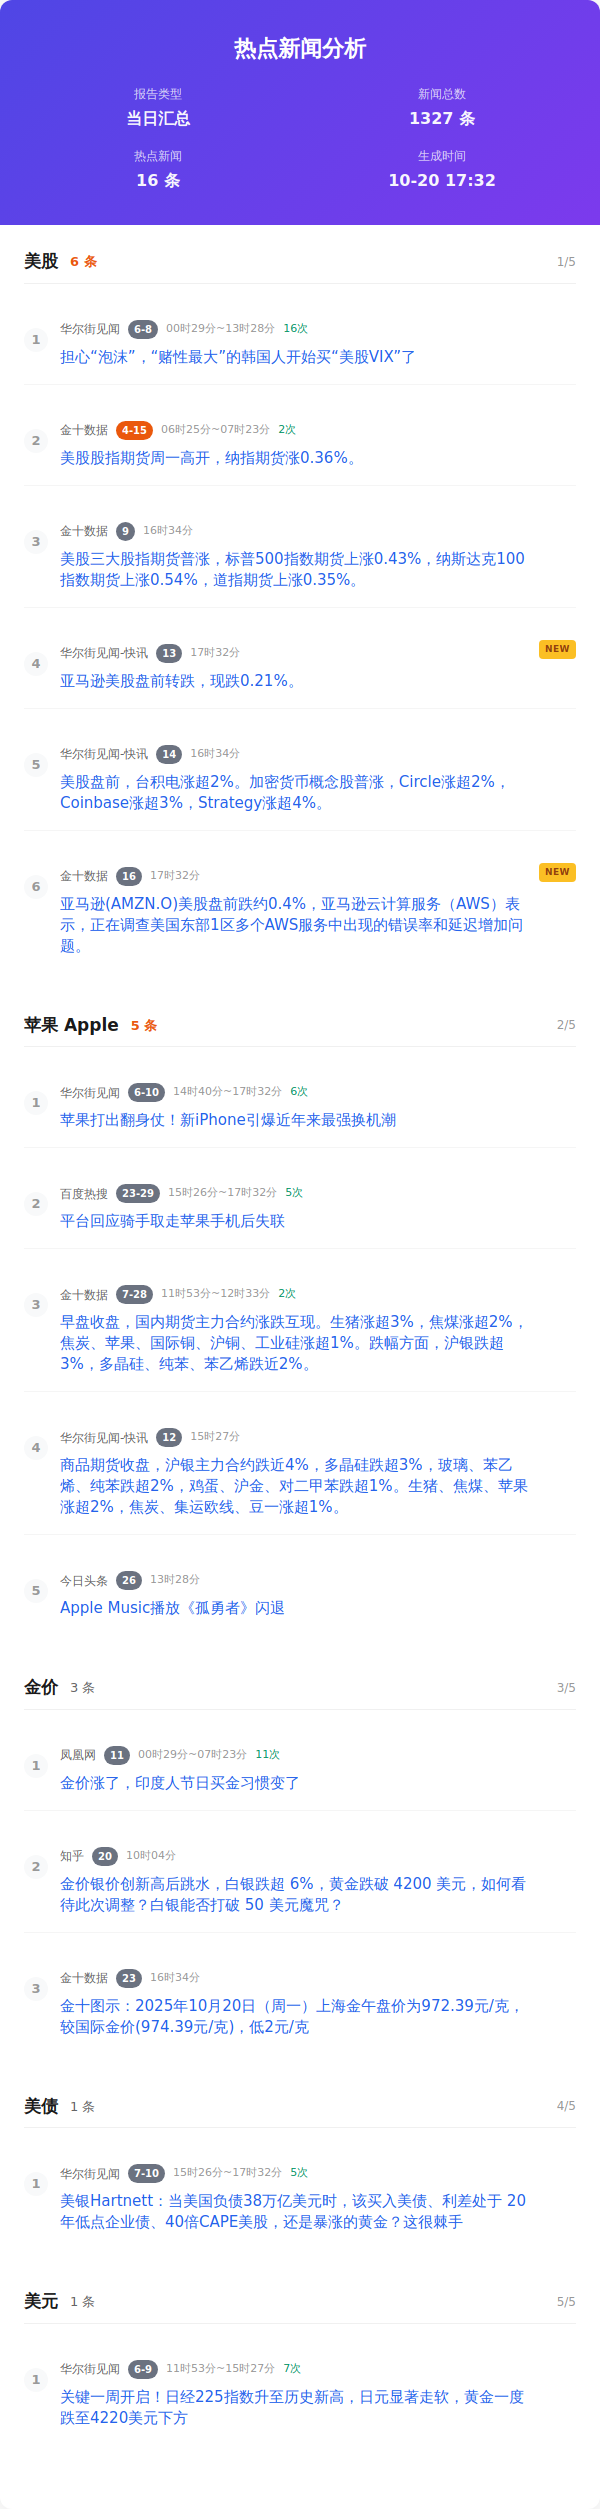 热点新闻分析
报告类型
当日汇总
新闻总数
1327 条
热点新闻
16 条
生成时间
10-20 17:32
美股 6 条 1/5
1
华尔街见闻 6-8 00时29分~13时28分 16次
担心“泡沫”，“赌性最大”的韩国人开始买“美股VIX”了
2
金十数据 4-15 06时25分~07时23分 2次
美股股指期货周一高开，纳指期货涨0.36%。
3
金十数据 9 16时34分
美股三大股指期货普涨，标普500指数期货上涨0.43%，纳斯达克100
指数期货上涨0.54%，道指期货上涨0.35%。
4
华尔街见闻-快讯 13 17时32分 NEW
亚马逊美股盘前转跌，现跌0.21%。
5
华尔街见闻-快讯 14 16时34分
美股盘前，台积电涨超2%。加密货币概念股普涨，Circle涨超2%，
Coinbase涨超3%，Strategy涨超4%。
6
金十数据 16 17时32分 NEW
亚马逊(AMZN.O)美股盘前跌约0.4%，亚马逊云计算服务（AWS）表
示，正在调查美国东部1区多个AWS服务中出现的错误率和延迟增加问
题。
苹果 Apple 5 条 2/5
1
华尔街见闻 6-10 14时40分~17时32分 6次
苹果打出翻身仗！新iPhone引爆近年来最强换机潮
2
百度热搜 23-29 15时26分~17时32分 5次
平台回应骑手取走苹果手机后失联
3
金十数据 7-28 11时53分~12时33分 2次
早盘收盘，国内期货主力合约涨跌互现。生猪涨超3%，焦煤涨超2%，
焦炭、苹果、国际铜、沪铜、工业硅涨超1%。跌幅方面，沪银跌超
3%，多晶硅、纯苯、苯乙烯跌近2%。
4
华尔街见闻-快讯 12 15时27分
商品期货收盘，沪银主力合约跌近4%，多晶硅跌超3%，玻璃、苯乙
烯、纯苯跌超2%，鸡蛋、沪金、对二甲苯跌超1%。生猪、焦煤、苹果
涨超2%，焦炭、集运欧线、豆一涨超1%。
5
今日头条 26 13时28分
Apple Music播放《孤勇者》闪退
金价 3 条 3/5
1
凤凰网 11 00时29分~07时23分 11次
金价涨了，印度人节日买金习惯变了
2
知乎 20 10时04分
金价银价创新高后跳水，白银跌超 6%，黄金跌破 4200 美元，如何看
待此次调整？白银能否打破 50 美元魔咒？
3
金十数据 23 16时34分
金十图示：2025年10月20日（周一）上海金午盘价为972.39元/克，
较国际金价(974.39元/克)，低2元/克
美债 1 条 4/5
1
华尔街见闻 7-10 15时26分~17时32分 5次
美银Hartnett：当美国负债38万亿美元时，该买入美债、利差处于 20
年低点企业债、40倍CAPE美股，还是暴涨的黄金？这很棘手
美元 1 条 5/5
1
华尔街见闻 6-9 11时53分~15时27分 7次
关键一周开启！日经225指数升至历史新高，日元显著走软，黄金一度
跌至4220美元下方